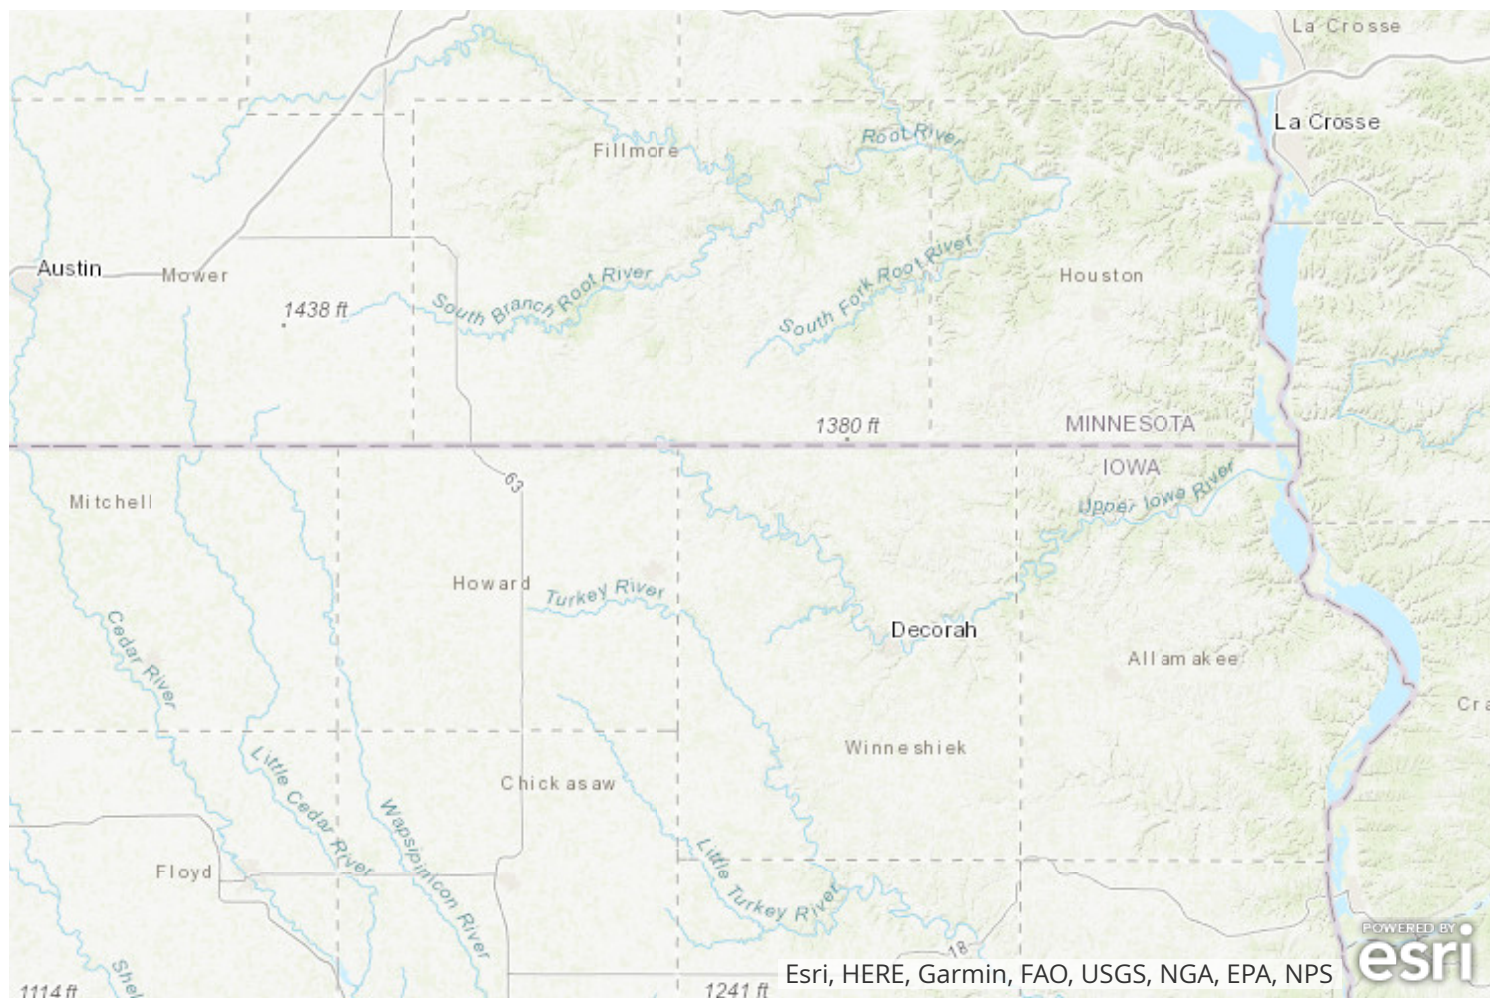 La Crosse
La Crosse
Root River
Fillmore
Austin
Mower
South Branch Root River
South Fork Root River
Houston
1438 ft
1380 ft
MINNESOTA
IOWA
63
Upper Iowa River
Mitchell
Howard
Turkey River
Cedar River
Decorah
Allamakee
Cra
Winneshiek
Little Cedar River
Chickasaw
Wapsipinicon River
Little Turkey River
Floyd
18
Shel
1114 ft
1241 ft
POWERED BY
esri
Esri, HERE, Garmin, FAO, USGS, NGA, EPA, NPS